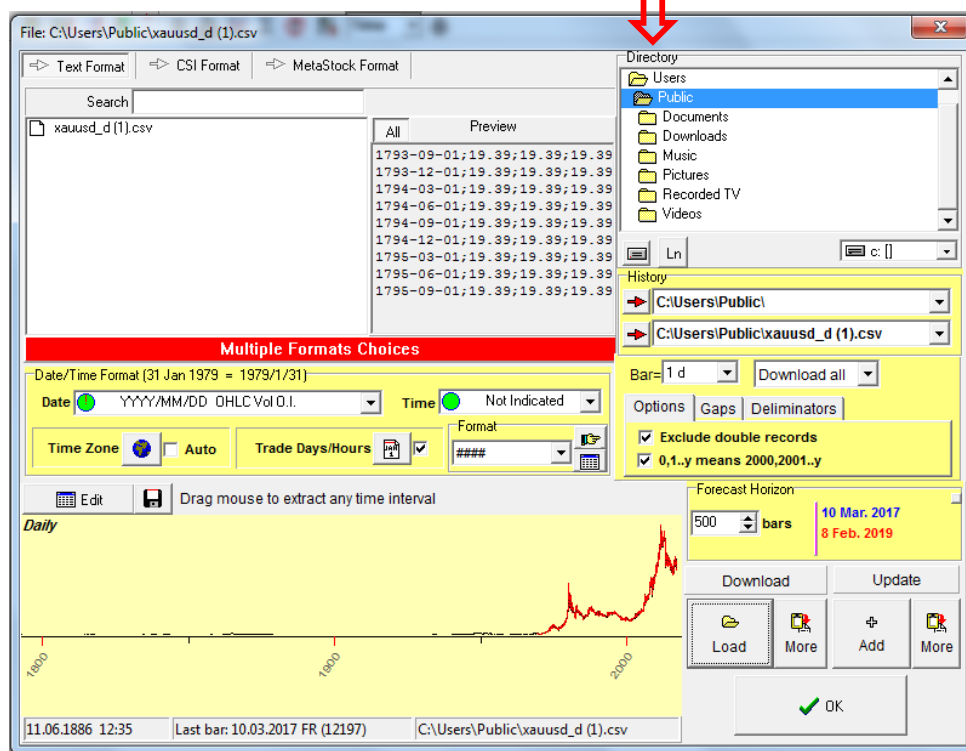 File: C:\Users\Public\xauusd_d (1).csv
Text Format
CSI Format
MetaStock Format
Search
xauusd_d (1).csv
All
Preview
1793-09-01;19.39;19.39;19.39
1793-12-01;19.39;19.39;19.39
1794-03-01;19.39;19.39;19.39
1794-06-01;19.39;19.39;19.39
1794-09-01;19.39;19.39;19.39
1794-12-01;19.39;19.39;19.39
1795-03-01;19.39;19.39;19.39
1795-06-01;19.39;19.39;19.39
1795-09-01;19.39;19.39;19.39
Directory
Users
Public
Documents
Downloads
Music
Pictures
Recorded TV
Videos
Ln
c: []
History
C:\Users\Public\
C:\Users\Public\xauusd_d (1).csv
Multiple Formats Choices
Date/Time Format (31 Jan 1979 = 1979/1/31)
Date YYYY/MM/DD OHLC Vol O.I.
Time Not Indicated
Time Zone
Auto
Trade Days/Hours
Format
####
Bar= 1 d
Download all
Options
Gaps
Deliminators
Exclude double records
0,1..y means 2000,2001..y
Edit
Drag mouse to extract any time interval
Forecast Horizon
500 bars
10 Mar. 2017
8 Feb. 2019
Daily
1800
1900
2000
Download
Update
Load
More
Add
More
OK
11.06.1886 12:35
Last bar: 10.03.2017 FR (12197)
C:\Users\Public\xauusd_d (1).csv